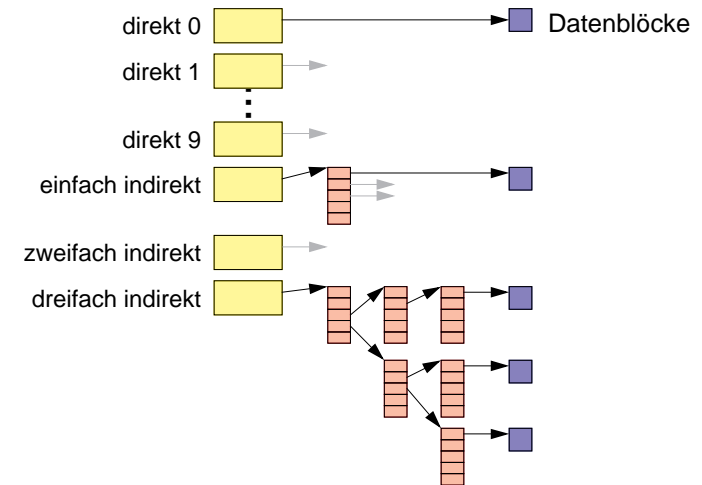 direkt 0
Datenblöcke
direkt 1
direkt 9
einfach indirekt
zweifach indirekt
dreifach indirekt